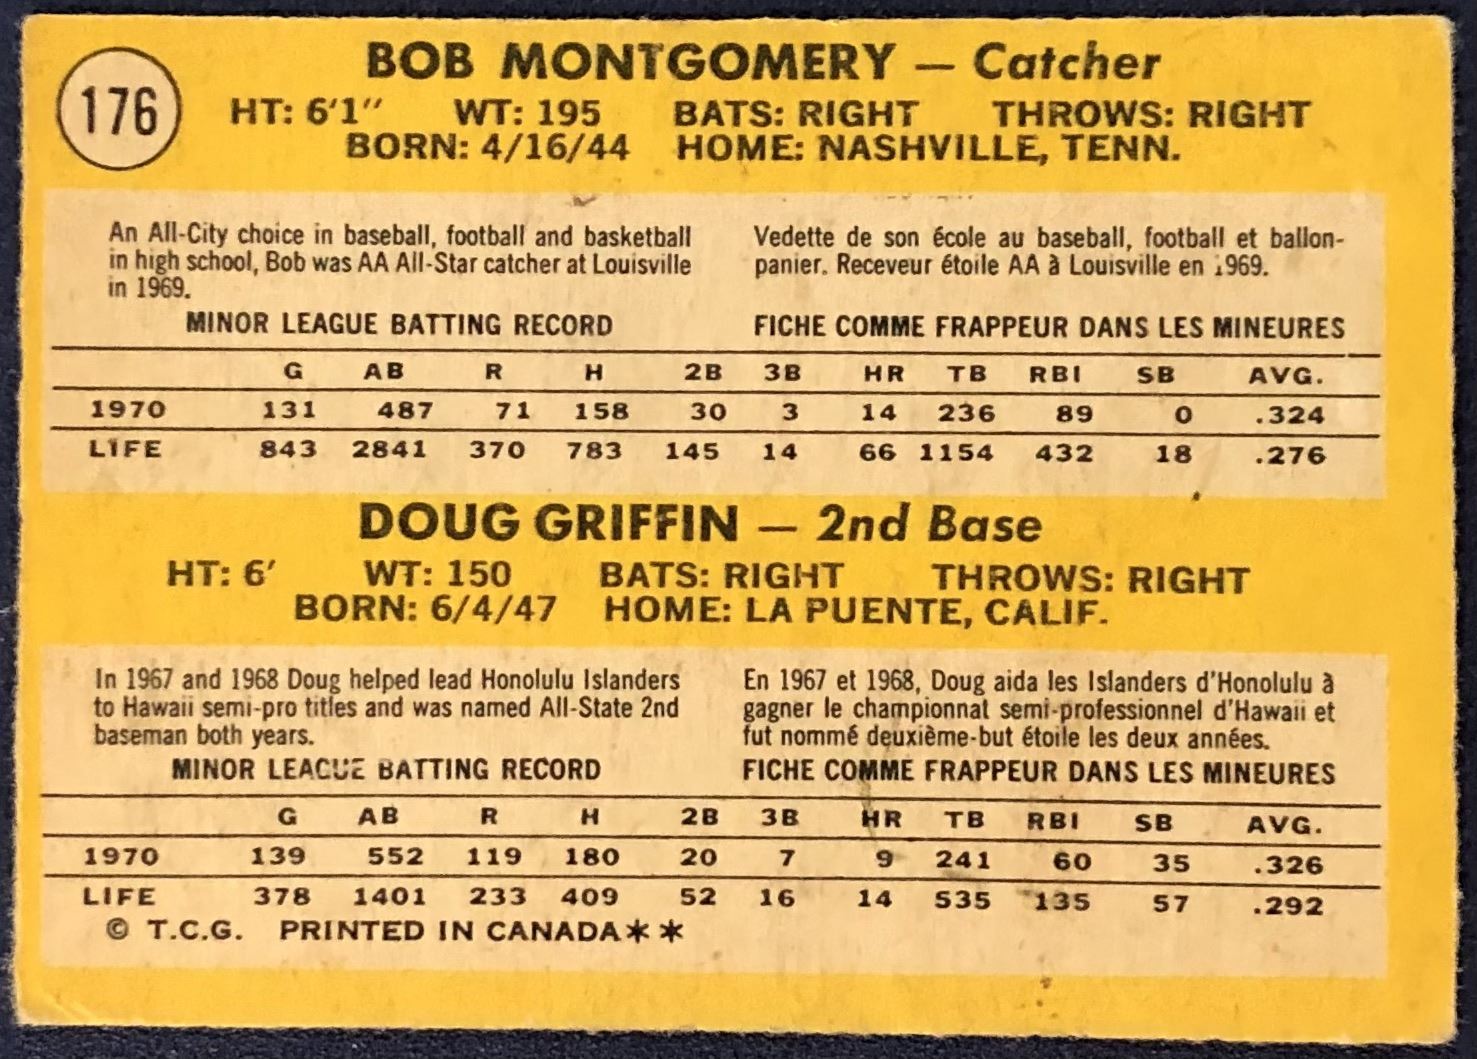 176
BOB MONTGOMERY — Catcher
HT: 6'1" WT: 195 BATS: RIGHT THROWS: RIGHT
BORN: 4/16/44 HOME: NASHVILLE, TENN.
An All-City choice in baseball, football and basketball
in high school, Bob was AA All-Star catcher at Louisville
in 1969.
Vedette de son école au baseball, football et ballon-
panier. Receveur étoile AA à Louisville en 1969.
MINOR LEAGUE BATTING RECORD FICHE COMME FRAPPEUR DANS LES MINEURES
G AB R H 2B 3B HR TB RBI SB AVG.
1970 131 487 71 158 30 3 14 236 89 0 .324
LIFE 843 2841 370 783 145 14 66 1154 432 18 .276
DOUG GRIFFIN — 2nd Base
HT: 6' WT: 150 BATS: RIGHT THROWS: RIGHT
BORN: 6/4/47 HOME: LA PUENTE, CALIF.
In 1967 and 1968 Doug helped lead Honolulu Islanders
to Hawaii semi-pro titles and was named All-State 2nd
baseman both years.
En 1967 et 1968, Doug aida les Islanders d'Honolulu à
gagner le championnat semi-professionnel d'Hawaii et
fut nommé deuxième-but étoile les deux années.
MINOR LEAGUE BATTING RECORD FICHE COMME FRAPPEUR DANS LES MINEURES
G AB R H 2B 3B HR TB RBI SB AVG.
1970 139 552 119 180 20 7 9 241 60 35 .326
LIFE 378 1401 233 409 52 16 14 535 135 57 .292
© T.C.G. PRINTED IN CANADA**